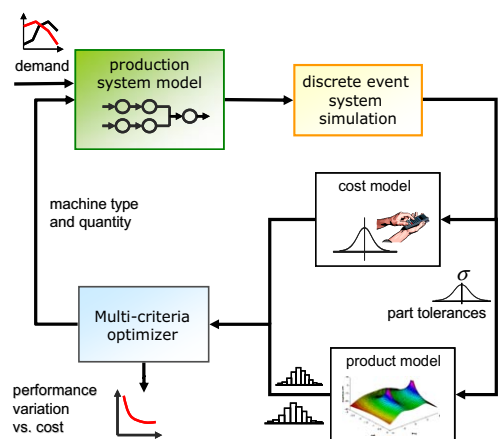 demand
production
system model
discrete event
system
simulation
machine type
and quantity
cost model
σ
part tolerances
Multi-criteria
optimizer
product model
performance
variation
vs. cost